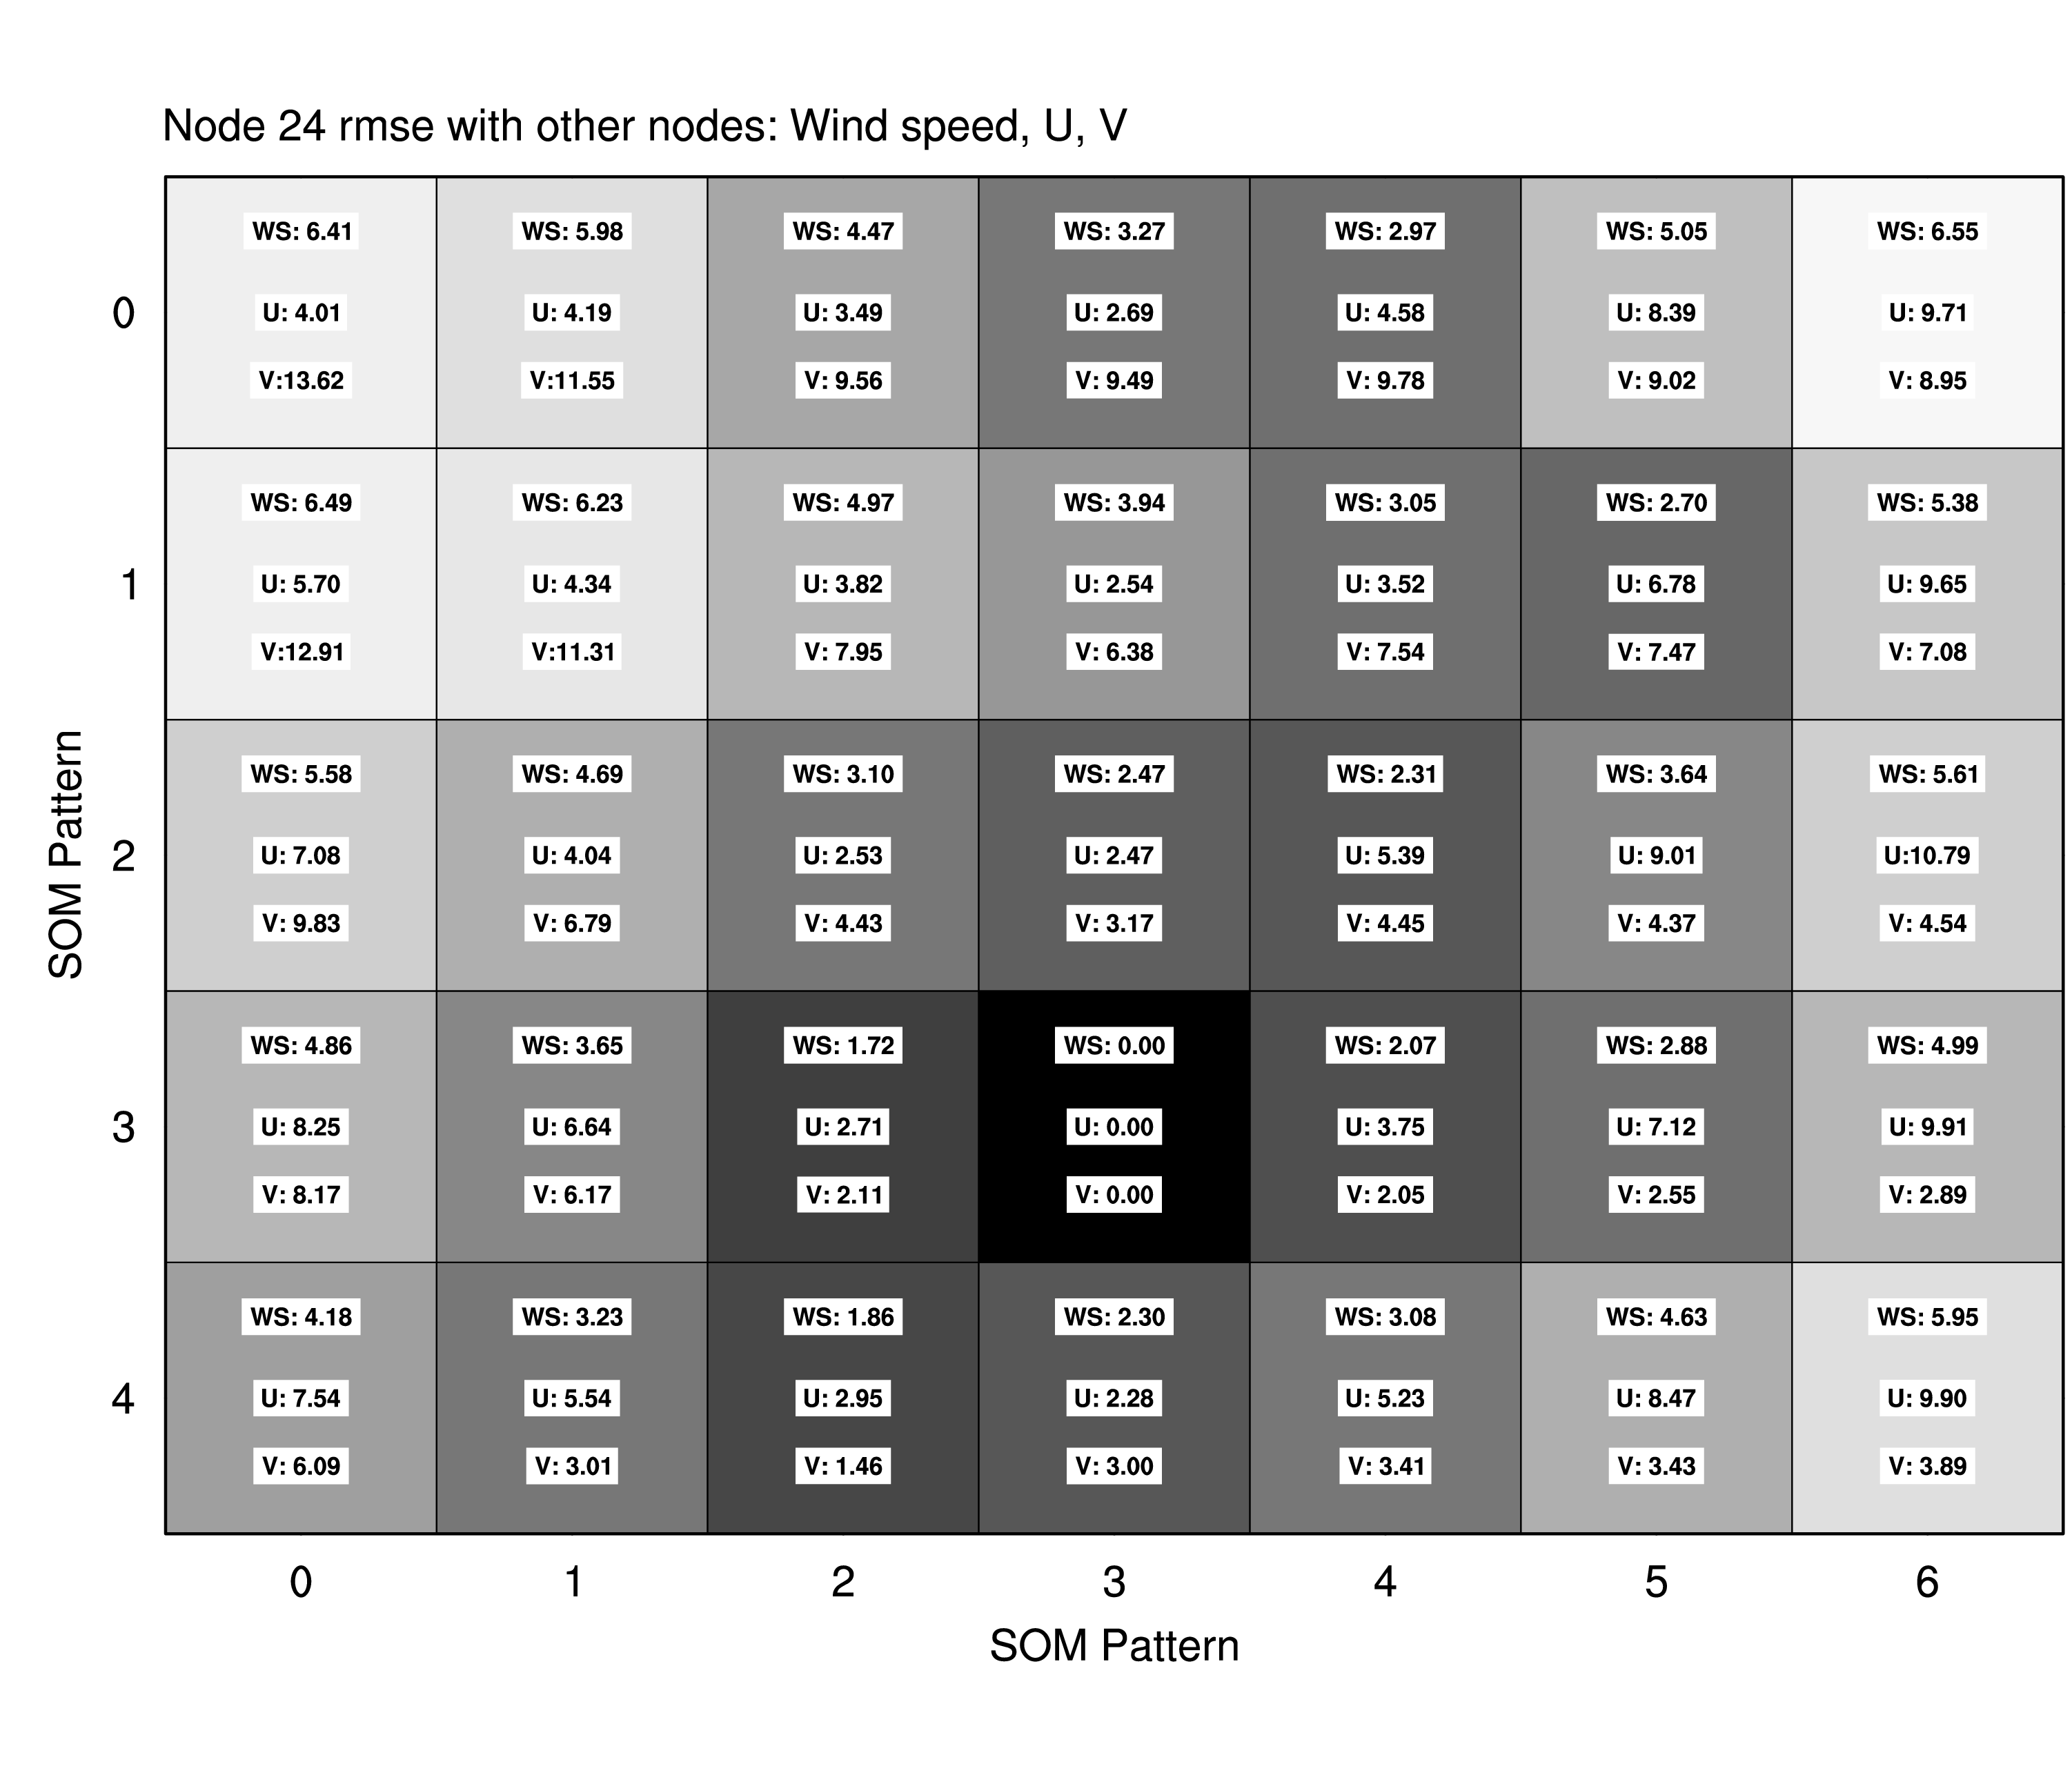 Node 24 rmse with other nodes: Wind speed, U, V
WS: 6.41 WS: 5.98 WS: 4.47 WS: 3.27 WS: 2.97 WS: 5.05 WS: 6.55
0 U: 4.01 U: 4.19 U: 3.49 U: 2.69 U: 4.58 U: 8.39 U: 9.71
V:13.62 V:11.55 V: 9.56 V: 9.49 V: 9.78 V: 9.02 V: 8.95
WS: 6.49 WS: 6.23 WS: 4.97 WS: 3.94 WS: 3.05 WS: 2.70 WS: 5.38
1 U: 5.70 U: 4.34 U: 3.82 U: 2.54 U: 3.52 U: 6.78 U: 9.65
V:12.91 V:11.31 V: 7.95 V: 6.38 V: 7.54 V: 7.47 V: 7.08
SOM Pattern
WS: 5.58 WS: 4.69 WS: 3.10 WS: 2.47 WS: 2.31 WS: 3.64 WS: 5.61
2 U: 7.08 U: 4.04 U: 2.53 U: 2.47 U: 5.39 U: 9.01 U:10.79
V: 9.83 V: 6.79 V: 4.43 V: 3.17 V: 4.45 V: 4.37 V: 4.54
WS: 4.86 WS: 3.65 WS: 1.72 WS: 0.00 WS: 2.07 WS: 2.88 WS: 4.99
3 U: 8.25 U: 6.64 U: 2.71 U: 0.00 U: 3.75 U: 7.12 U: 9.91
V: 8.17 V: 6.17 V: 2.11 V: 0.00 V: 2.05 V: 2.55 V: 2.89
WS: 4.18 WS: 3.23 WS: 1.86 WS: 2.30 WS: 3.08 WS: 4.63 WS: 5.95
4 U: 7.54 U: 5.54 U: 2.95 U: 2.28 U: 5.23 U: 8.47 U: 9.90
V: 6.09 V: 3.01 V: 1.46 V: 3.00 V: 3.41 V: 3.43 V: 3.89
0 1 2 3 4 5 6
SOM Pattern